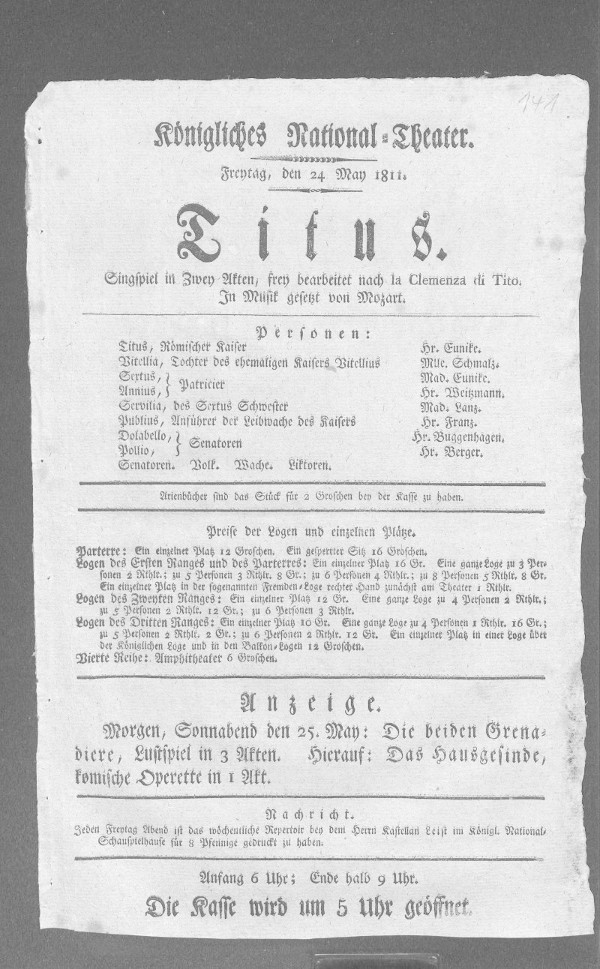 141
Königliches National-Theater.
Freytag, den 24 May 1811.
Titus.
Singspiel in Zwey Akten, frey bearbeitet nach la Clemenza di Tito.
In Musik gesetzt von Mozart.
Personen:
Titus, Römischer Kaiser Hr. Eunike.
Vitellia, Tochter des ehemaligen Kaisers Vitellius Mlle. Schmalz.
Sextus, } Patricier Mad. Eunike.
Annius, } Hr. Weitzmann.
Servilia, des Sextus Schwester Mad. Lanz.
Publius, Anführer der Leibwache des Kaisers Hr. Franz.
Dolabello, } Senatoren Hr. Buggenhagen.
Pollio, } Hr. Berger.
Senatoren. Volk. Wache. Liktoren.
Arienbücher sind das Stück für 2 Groschen bey der Kasse zu haben.
Preise der Logen und einzelnen Plätze.
Parterre: Ein einzelner Platz 12 Groschen. Ein gesperrter Sitz 16 Groschen.
Logen des Ersten Ranges und des Parterres: Ein einzelner Platz 16 Gr. Eine ganze Loge zu 3 Per-
sonen 2 Rthlr.; zu 5 Personen 3 Rthlr. 8 Gr.; zu 6 Personen 4 Rthlr.; zu 8 Personen 5 Rthlr. 8 Gr.
Ein einzelner Platz in der sogenannten Fremden-Loge rechter Hand zunächst am Theater 1 Rthlr.
Logen des Zweyten Ranges: Ein einzelner Platz 12 Gr. Eine ganze Loge zu 4 Personen 2 Rthlr.;
zu 5 Personen 2 Rthlr. 12 Gr.; zu 6 Personen 3 Rthlr.
Logen des Dritten Ranges: Ein einzelner Platz 10 Gr. Eine ganze Loge zu 4 Personen 1 Rthlr. 16 Gr.;
zu 5 Personen 2 Rthlr. 2 Gr.; zu 6 Personen 2 Rthlr. 12 Gr. Ein einzelner Platz in einer Loge über
der Königlichen Loge und in den Balkon-Logen 12 Groschen.
Vierte Reihe: Amphitheater 6 Groschen.
Anzeige.
Morgen, Sonnabend den 25. May: Die beiden Grena-
diere, Lustspiel in 3 Akten. Hierauf: Das Hausgesinde,
komische Operette in 1 Akt.
Nachricht.
Jeden Freytag Abend ist das wöchentliche Repertoir bey dem Herrn Kastellan Leist im Königl. National-
Schauspielhause für 8 Pfennige gedruckt zu haben.
Anfang 6 Uhr; Ende halb 9 Uhr.
Die Kasse wird um 5 Uhr geöffnet.